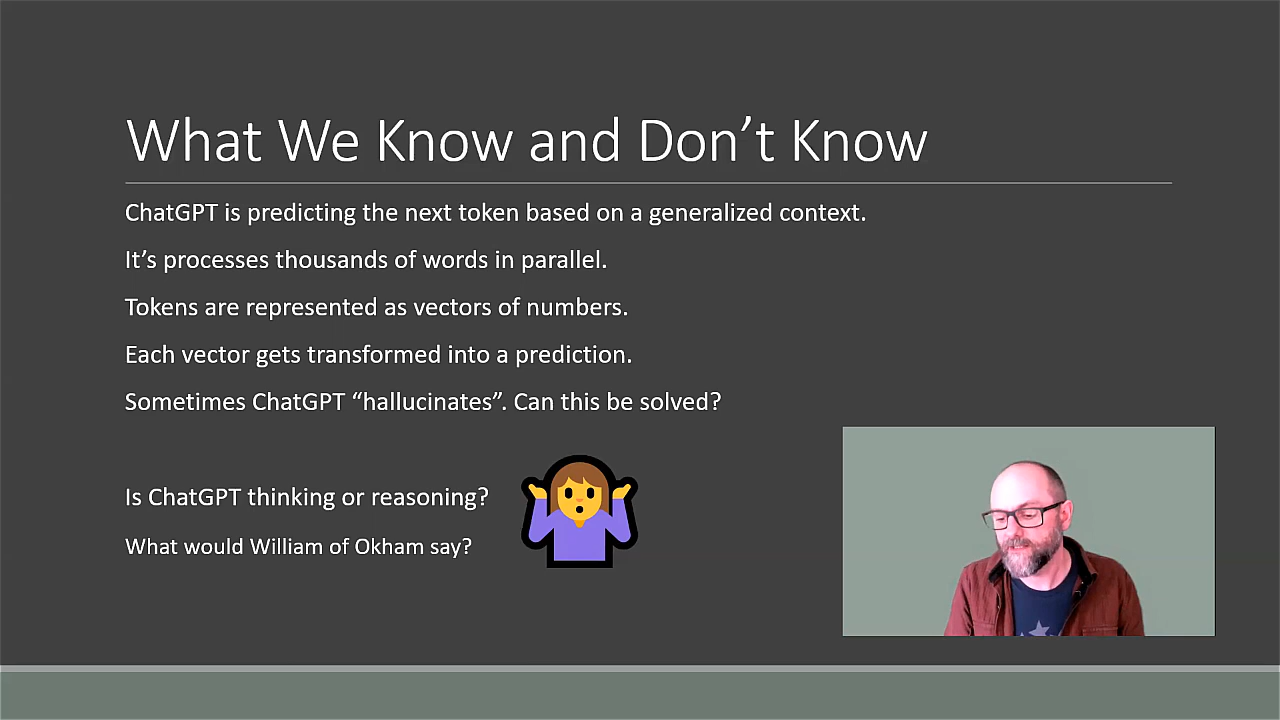 What We Know and Don’t Know
ChatGPT is predicting the next token based on a generalized context.
It’s processes thousands of words in parallel.
Tokens are represented as vectors of numbers.
Each vector gets transformed into a prediction.
Sometimes ChatGPT “hallucinates”. Can this be solved?
Is ChatGPT thinking or reasoning?
What would William of Okham say?